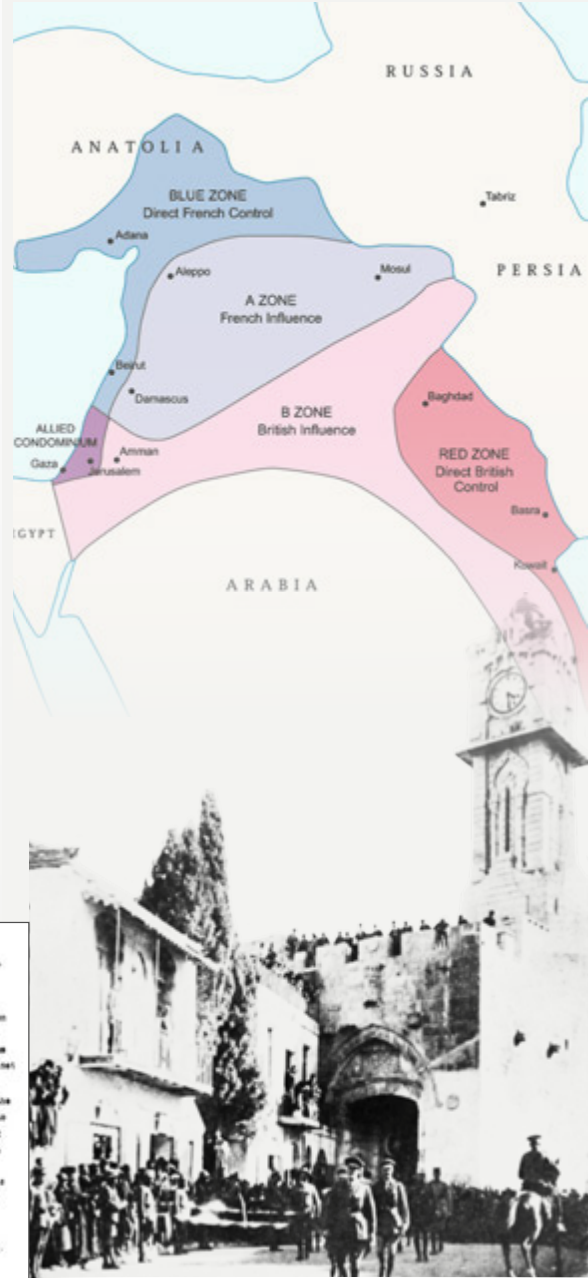 RUSSIA
ANATOLIA
BLUE ZONE
Direct French Control
Tabriz
Adana
PERSIA
Aleppo
Mosul
A ZONE
French Influence
Beirut
Damascus
Baghdad
B ZONE
British Influence
ALLIED
CONDOMINIUM
Amman
RED ZONE
Direct British
Control
Gaza
Jerusalem
Basra
EGYPT
Kuwait
ARABIA